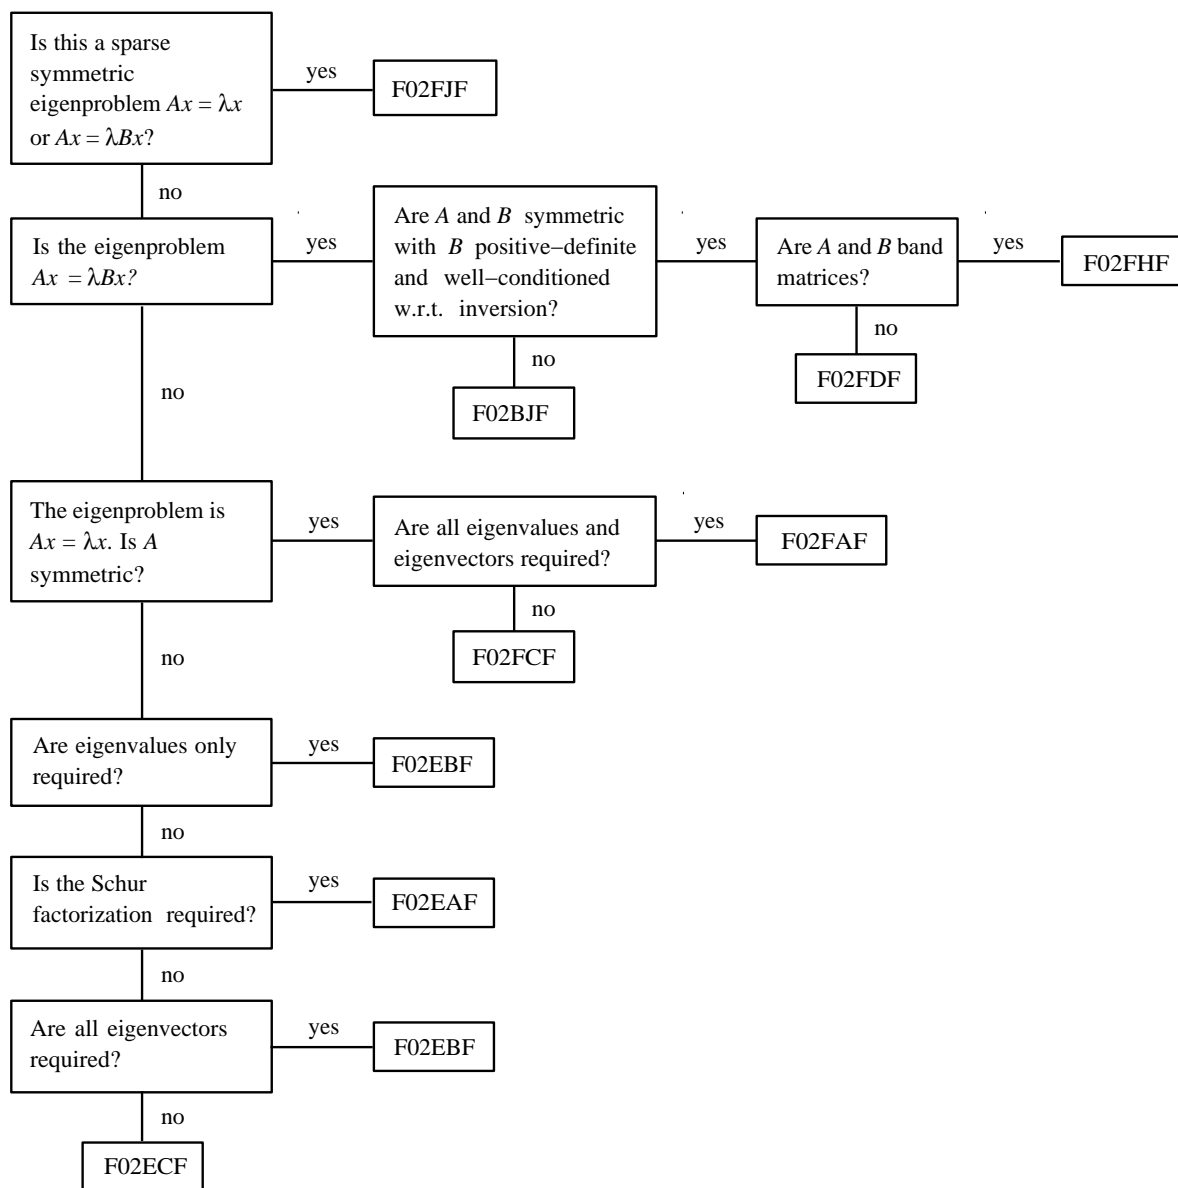 Is this a sparse
symmetric
eigenproblem Ax = λx
or Ax = λBx?
yes
F02FJF
no
Is the eigenproblem
Ax = λBx?
yes
Are A and B symmetric
with B positive–definite
and well–conditioned
w.r.t. inversion?
yes
Are A and B band
matrices?
yes
F02FHF
no
F02FDF
no
F02BJF
no
The eigenproblem is
Ax = λx. Is A
symmetric?
yes
Are all eigenvalues and
eigenvectors required?
yes
F02FAF
no
F02FCF
no
Are eigenvalues only
required?
yes
F02EBF
no
Is the Schur
factorization required?
yes
F02EAF
no
Are all eigenvectors
required?
yes
F02EBF
no
F02ECF